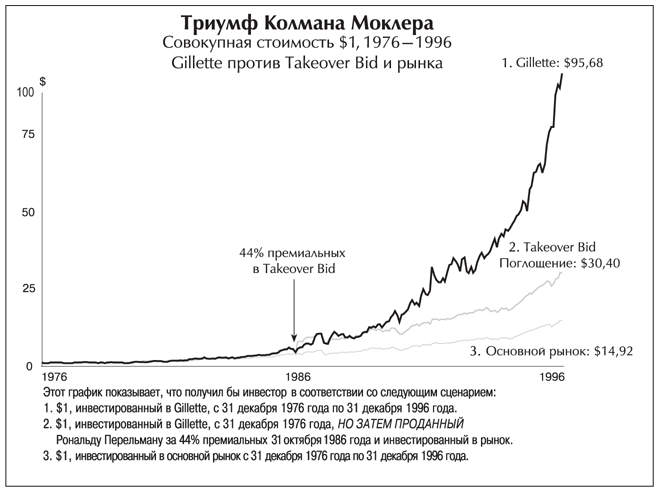 Триумф Колмана Моклера
Совокупная стоимость $1, 1976—1996
Gillette против Takeover Bid и рынка
1. Gillette: $95,68
$
100
75
50
25
0
44% премиальных
в Takeover Bid
2. Takeover Bid
Поглощение: $30,40
3. Основной рынок: $14,92
1976
1986
1996
Этот график показывает, что получил бы инвестор в соответствии со следующим сценарием:
1. $1, инвестированный в Gillette, с 31 декабря 1976 года по 31 декабря 1996 года.
2. $1, инвестированный в Gillette, с 31 декабря 1976 года, НО ЗАТЕМ ПРОДАННЫЙ
Рональду Перельману за 44% премиальных 31 октября 1986 года и инвестированный в рынок.
3. $1, инвестированный в основной рынок с 31 декабря 1976 года по 31 декабря 1996 года.